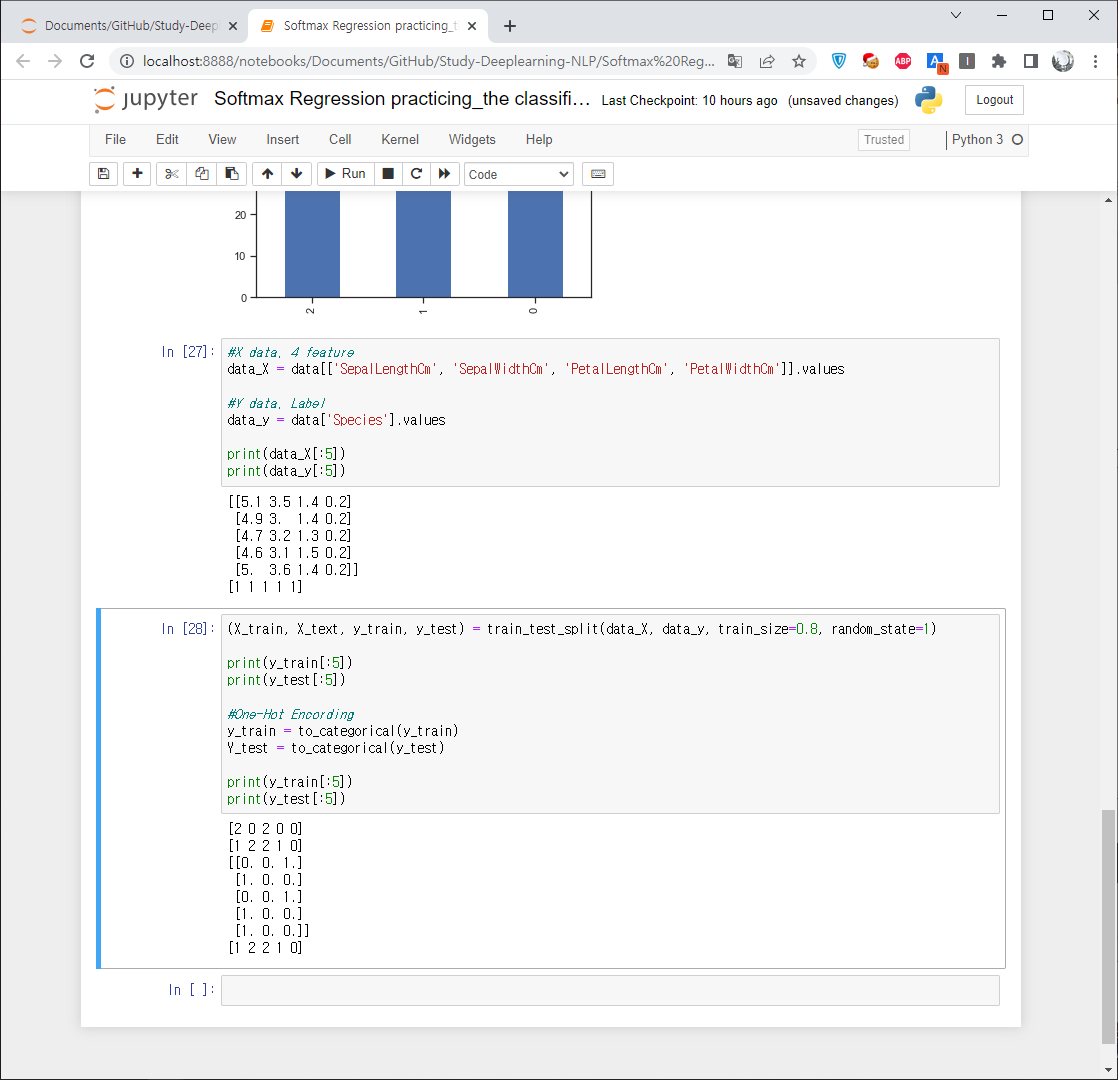 Documents/GitHub/Study-Deep
Softmax Regression practicing_t
localhost:8888/notebooks/Documents/GitHub/Study-Deeplearning-NLP/Softmax%20Reg...
ABP
A
N
I
jupyter
Softmax Regression practicing_the classifi...
Last Checkpoint: 10 hours ago
(unsaved changes)
Logout
File
Edit
View
Insert
Cell
Kernel
Widgets
Help
Trusted
Python 3
Run
Code
20
10
0
2
1
0
In [27]:
#X data, 4 feature
data_X = data[['SepalLengthCm', 'SepalWidthCm', 'PetalLengthCm', 'PetalWidthCm']].values
#Y data, Label
data_y = data['Species'].values
print(data_X[:5])
print(data_y[:5])
[[5.1 3.5 1.4 0.2]
[4.9 3. 1.4 0.2]
[4.7 3.2 1.3 0.2]
[4.6 3.1 1.5 0.2]
[5. 3.6 1.4 0.2]]
[1 1 1 1 1]
In [28]:
(X_train, X_text, y_train, y_test) = train_test_split(data_X, data_y, train_size=0.8, random_state=1)
print(y_train[:5])
print(y_test[:5])
#One-Hot Encording
y_train = to_categorical(y_train)
Y_test = to_categorical(y_test)
print(y_train[:5])
print(y_test[:5])
[2 0 2 0 0]
[1 2 2 1 0]
[[0. 0. 1.]
[1. 0. 0.]
[0. 0. 1.]
[1. 0. 0.]
[1. 0. 0.]]
[1 2 2 1 0]
In [ ]: